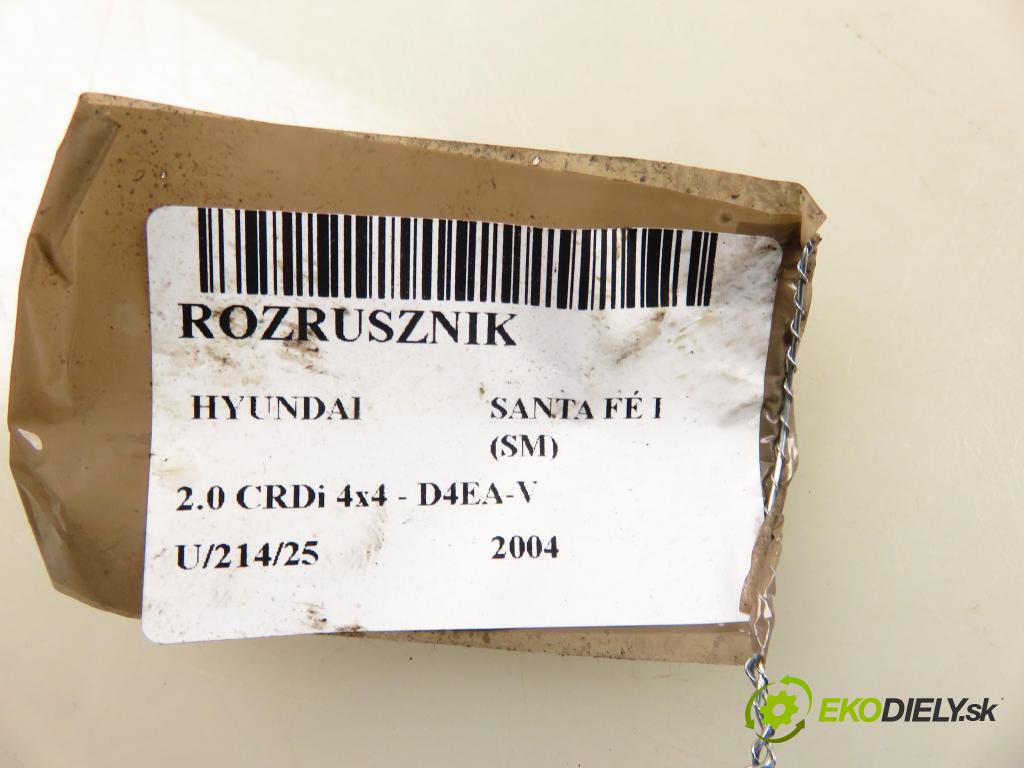 ROZRUSZNIK
HYUNDAI SANTA FÉ I
(SM)
2.0 CRDi 4x4 - D4EA-V
U/214/25 2004
EKODIELY.sk